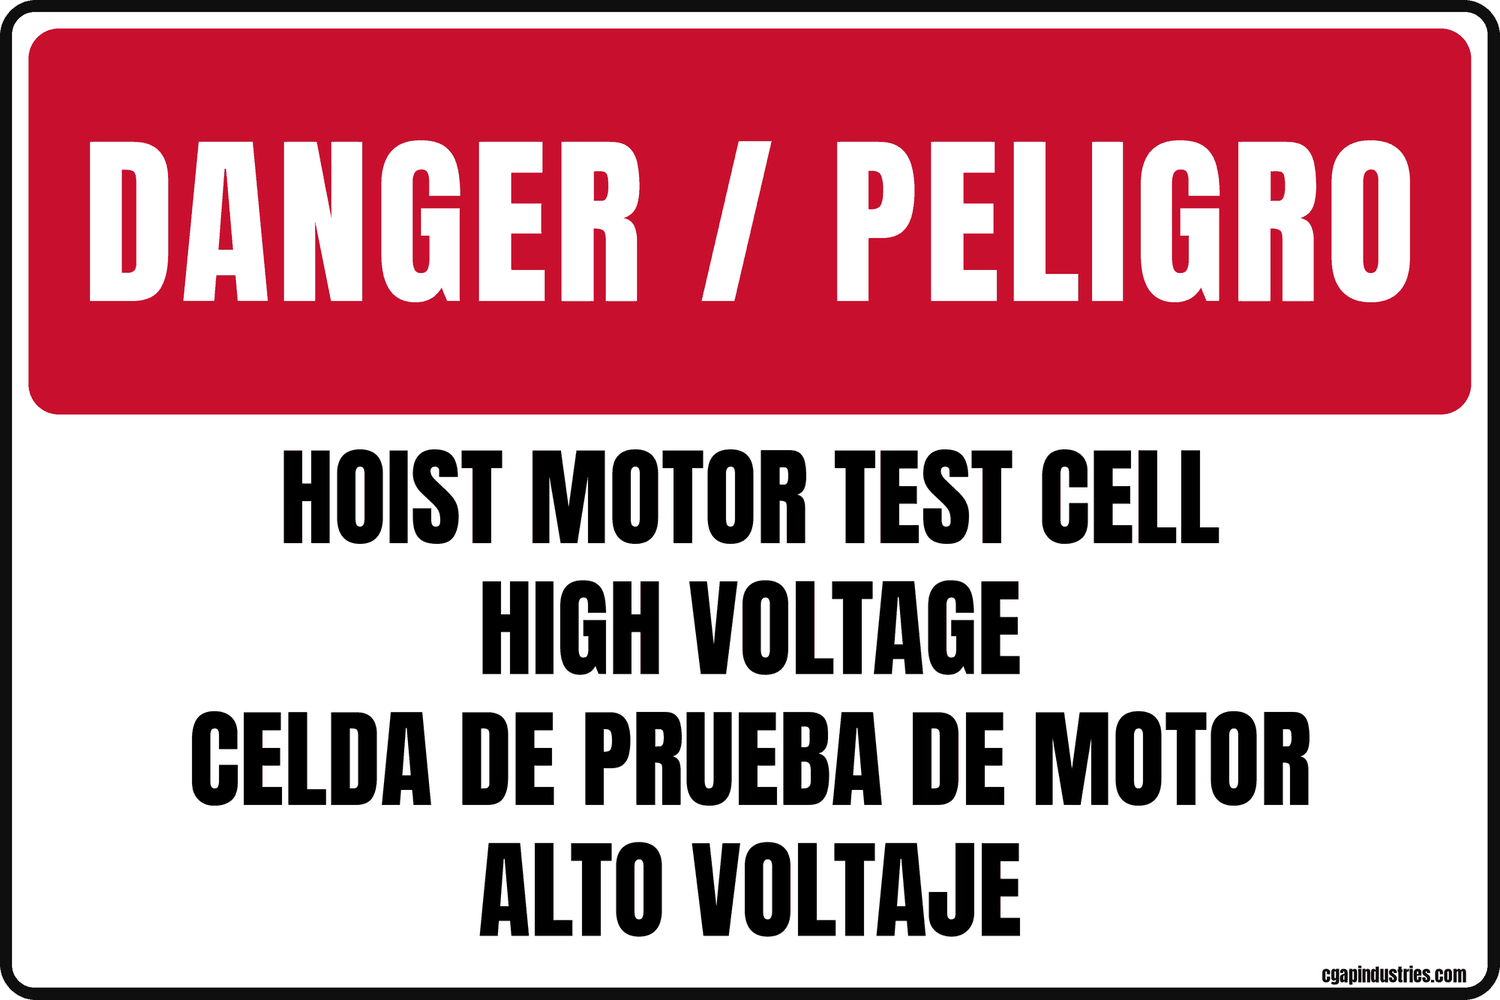 DANGER / PELIGRO
HOIST MOTOR TEST CELL
HIGH VOLTAGE
CELDA DE PRUEBA DE MOTOR
ALTO VOLTAJE
cgapindustries.com